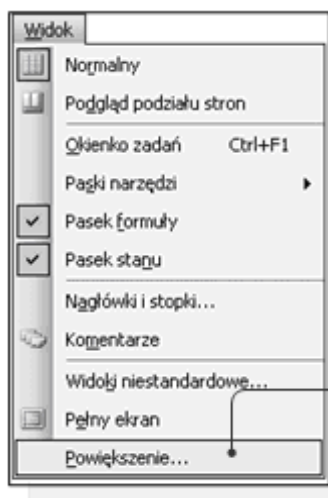 Widok
Normalny
Podgląd podziału stron
Okienko zadań Ctrl+F1
Paski narzędzi
Pasek formuły
Pasek stanu
Nagłówki i stopki...
Komentarze
Widoki niestandardowe...
Pełny ekran
Powiększenie...